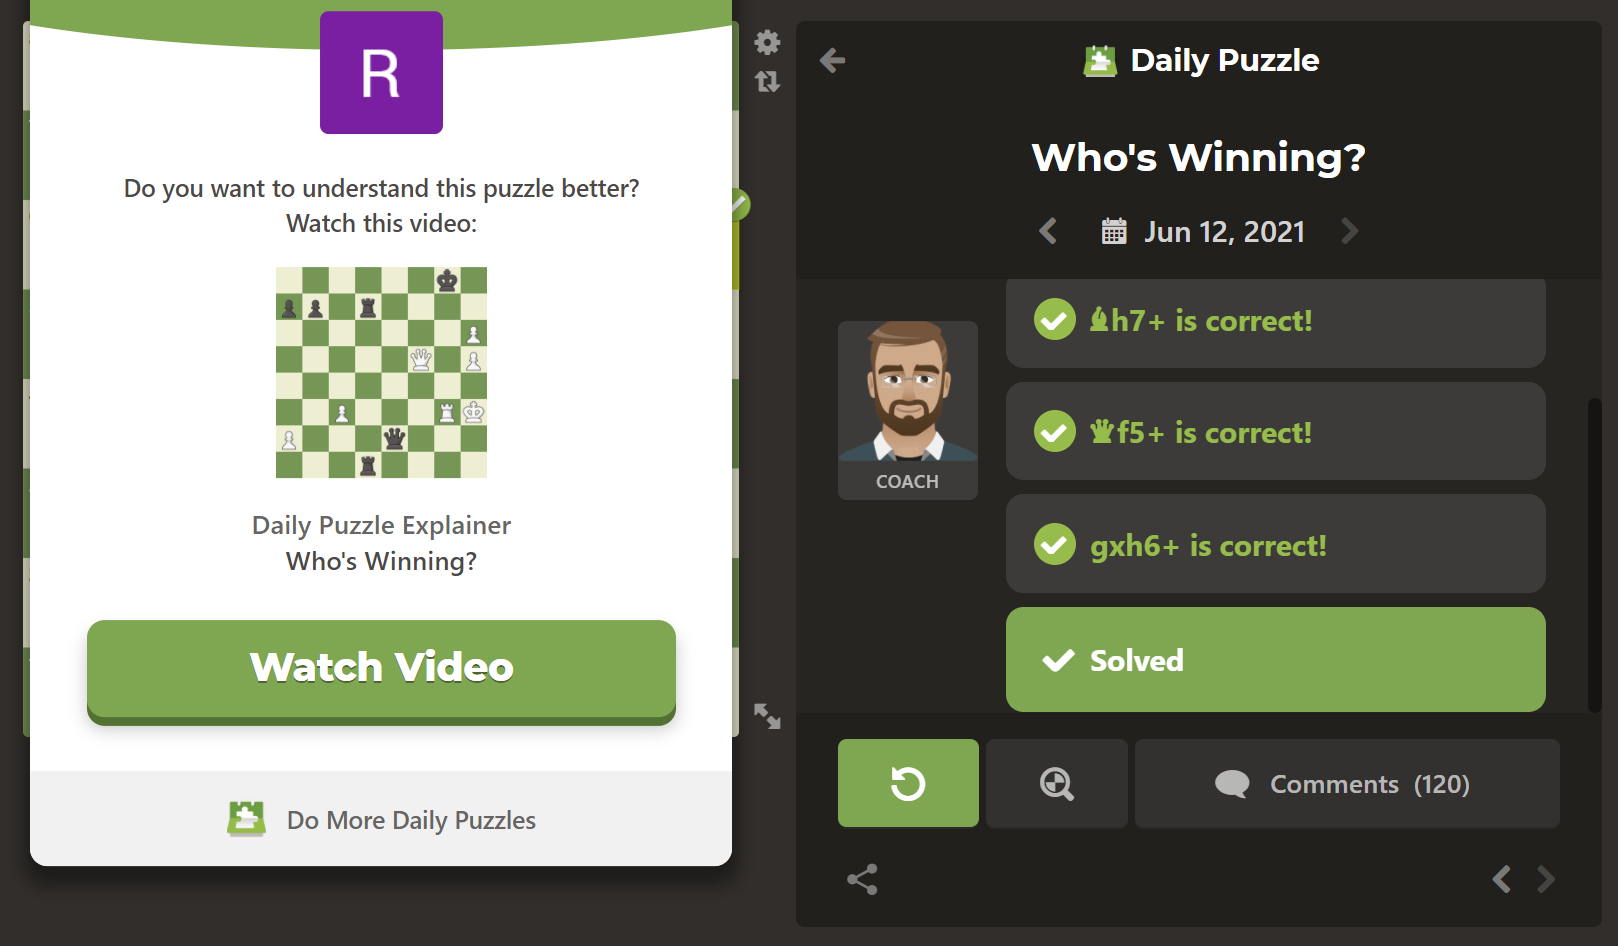 R
Do you want to understand this puzzle better?
Watch this video:
Daily Puzzle Explainer
Who's Winning?
Watch Video
Do More Daily Puzzles
Daily Puzzle
Who's Winning?
Jun 12, 2021
♝h7+ is correct!
♛f5+ is correct!
gxh6+ is correct!
COACH
Solved
Comments (120)